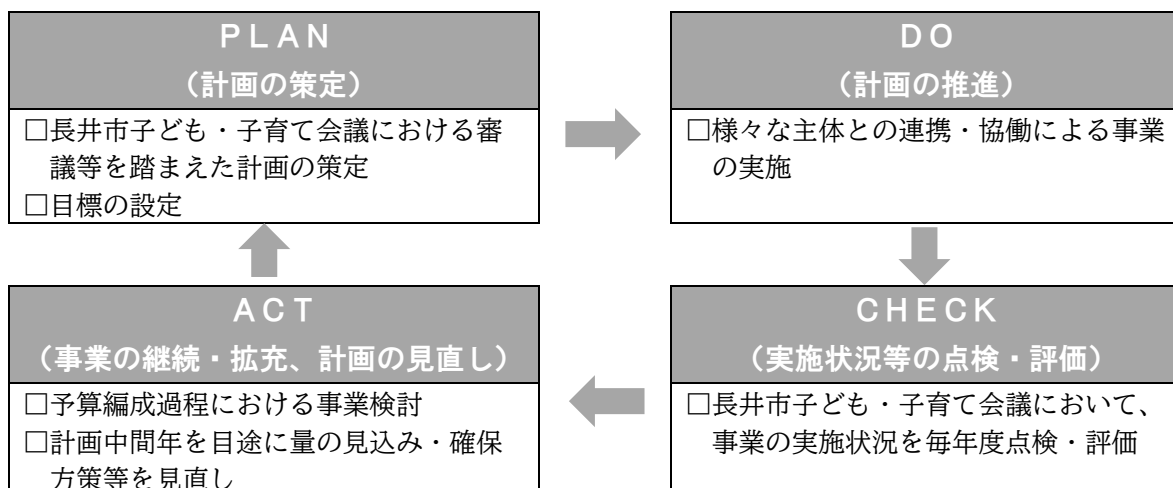 ＰＬＡＮ
（計画の策定）
□長井市子ども・子育て会議における審
議等を踏まえた計画の策定
□目標の設定
ＤＯ
（計画の推進）
□様々な主体との連携・協働による事業
の実施
ＡＣＴ
（事業の継続・拡充、計画の見直し）
□予算編成過程における事業検討
□計画中間年を目途に量の見込み・確保
方策等を見直し
ＣＨＥＣＫ
（実施状況等の点検・評価）
□長井市子ども・子育て会議において、
事業の実施状況を毎年度点検・評価